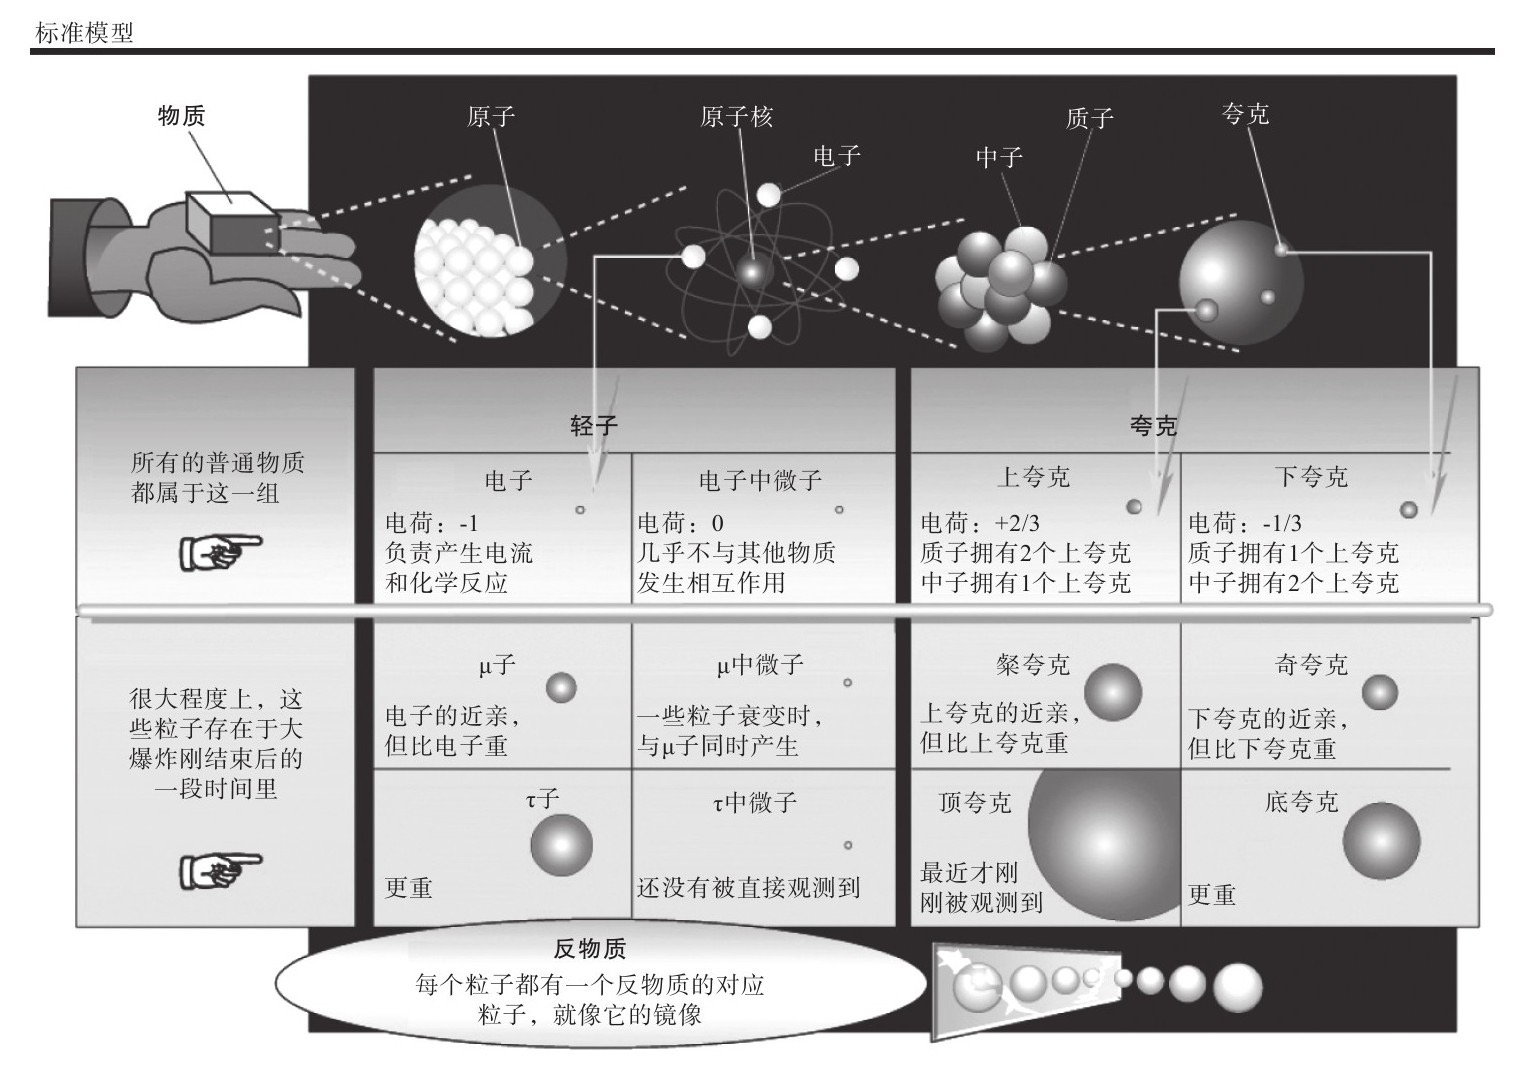 标准模型
物质
原子
原子核
电子
中子
质子
夸克
轻子
夸克
所有的普通物质
都属于这一组
电子
电荷：-1
负责产生电流
和化学反应
电子中微子
电荷：0
几乎不与其他物质
发生相互作用
上夸克
电荷：+2/3
质子拥有2个上夸克
中子拥有1个上夸克
下夸克
电荷：-1/3
质子拥有1个上夸克
中子拥有2个上夸克
很大程度上，这
些粒子存在于大
爆炸刚结束后的
一段时间里
μ子
电子的近亲，
但比电子重
μ中微子
一些粒子衰变时，
与μ子同时产生
粲夸克
上夸克的近亲，
但比上夸克重
奇夸克
下夸克的近亲，
但比下夸克重
τ子
更重
τ中微子
还没有被直接观测到
顶夸克
最近才刚
刚被观测到
底夸克
更重
反物质
每个粒子都有一个反物质的对应
粒子，就像它的镜像